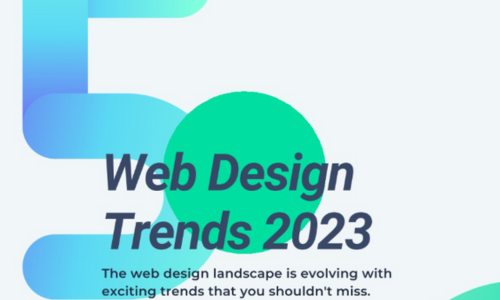 Web Design
Trends 2023
The web design landscape is evolving with
exciting trends that you shouldn't miss.